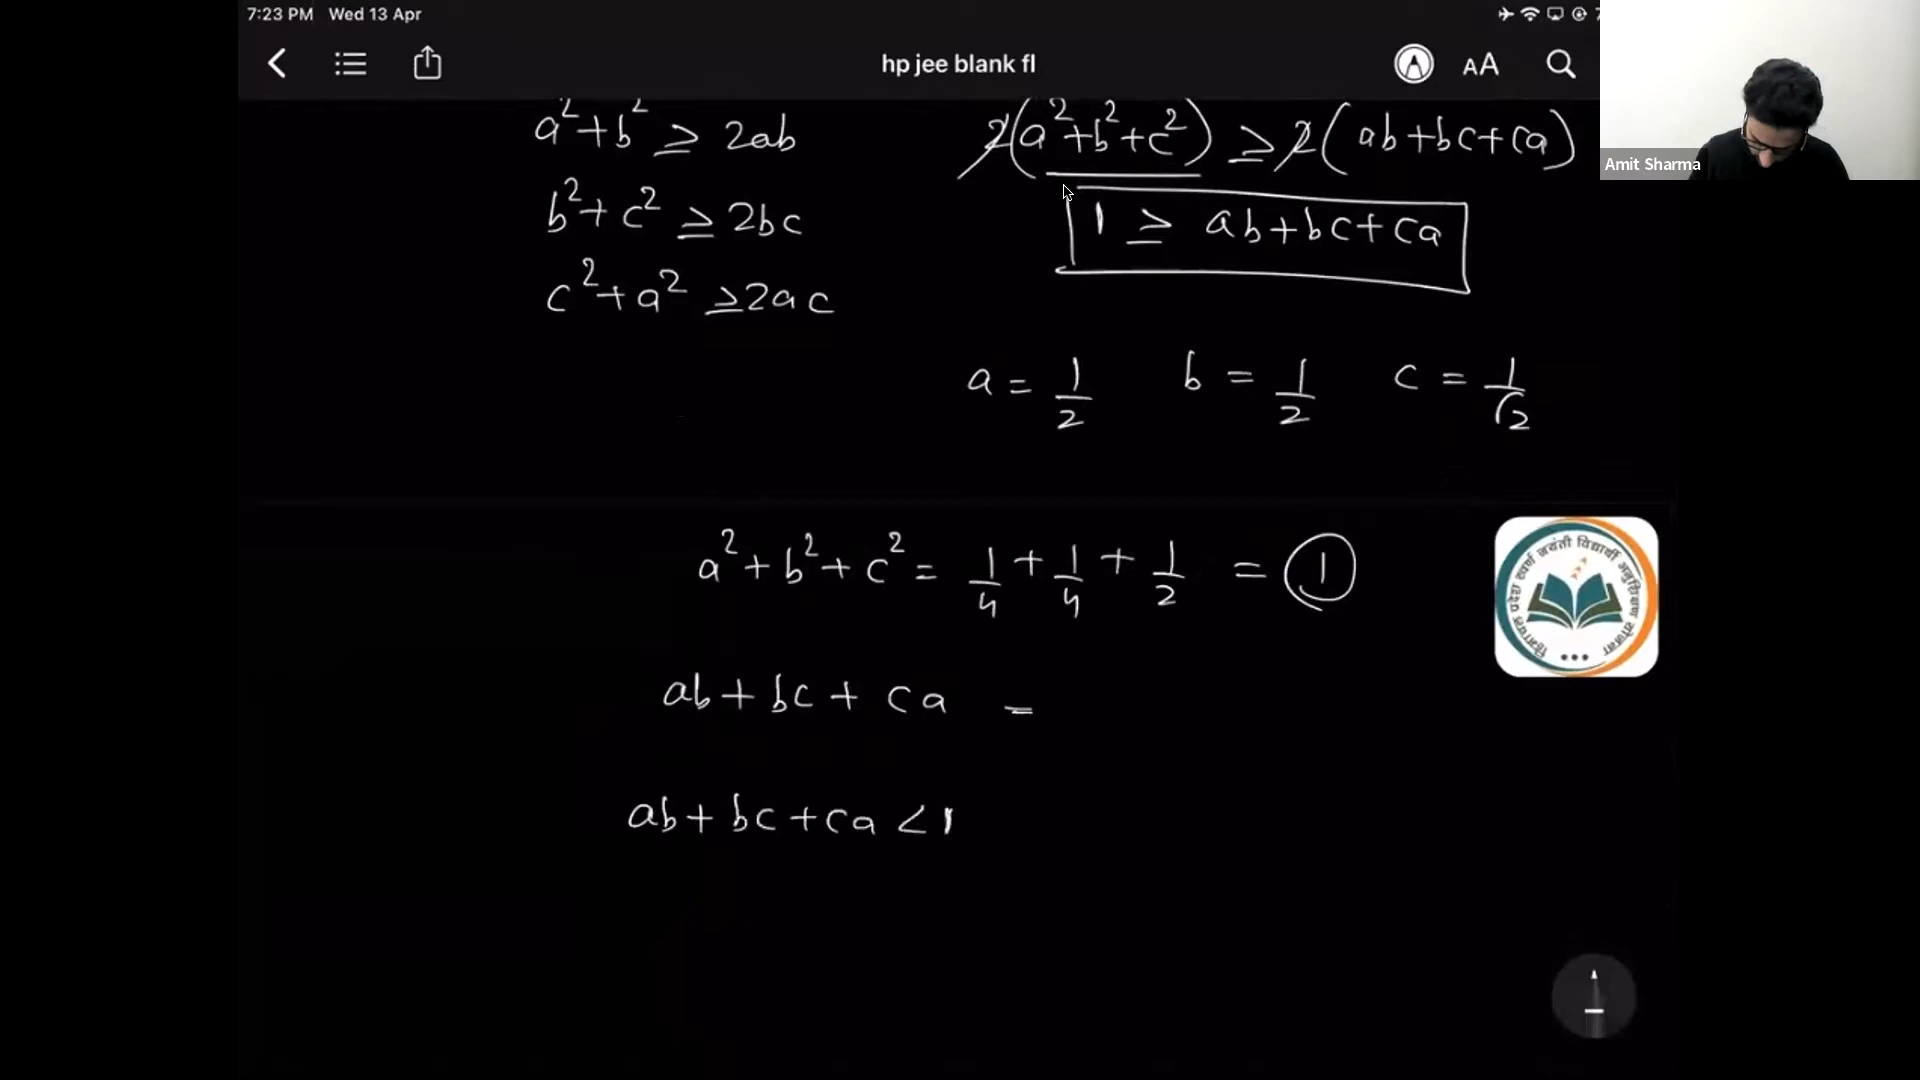 7:23 PM Wed 13 Apr
hp jee blank fl
AA
Amit Sharma
a²+b² ≥ 2ab
2(a²+b²+c²) ≥ 2(ab+bc+ca)
b²+c² ≥ 2bc
1 ≥ ab+bc+ca
c²+a² ≥ 2ac
a = 1/2 b = 1/2 c = 1/√2
a²+b²+c² = 1/4 + 1/4 + 1/2 = 1
ab+bc+ca =
ab+bc+ca < 1